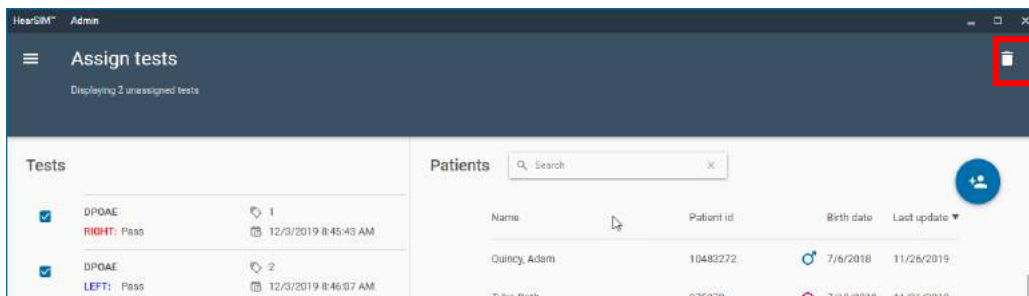 HearSIM™ Admin
Assign tests
Displaying 2 unassigned tests
Tests
Patients
Search
DPOAE 1
RIGHT: Pass 12/3/2019 8:45:43 AM
DPOAE 2
LEFT: Pass 12/3/2019 8:46:07 AM
Name Patient id Birth date Last update ▼
Quincy, Adam 10483272 7/6/2018 11/26/2019